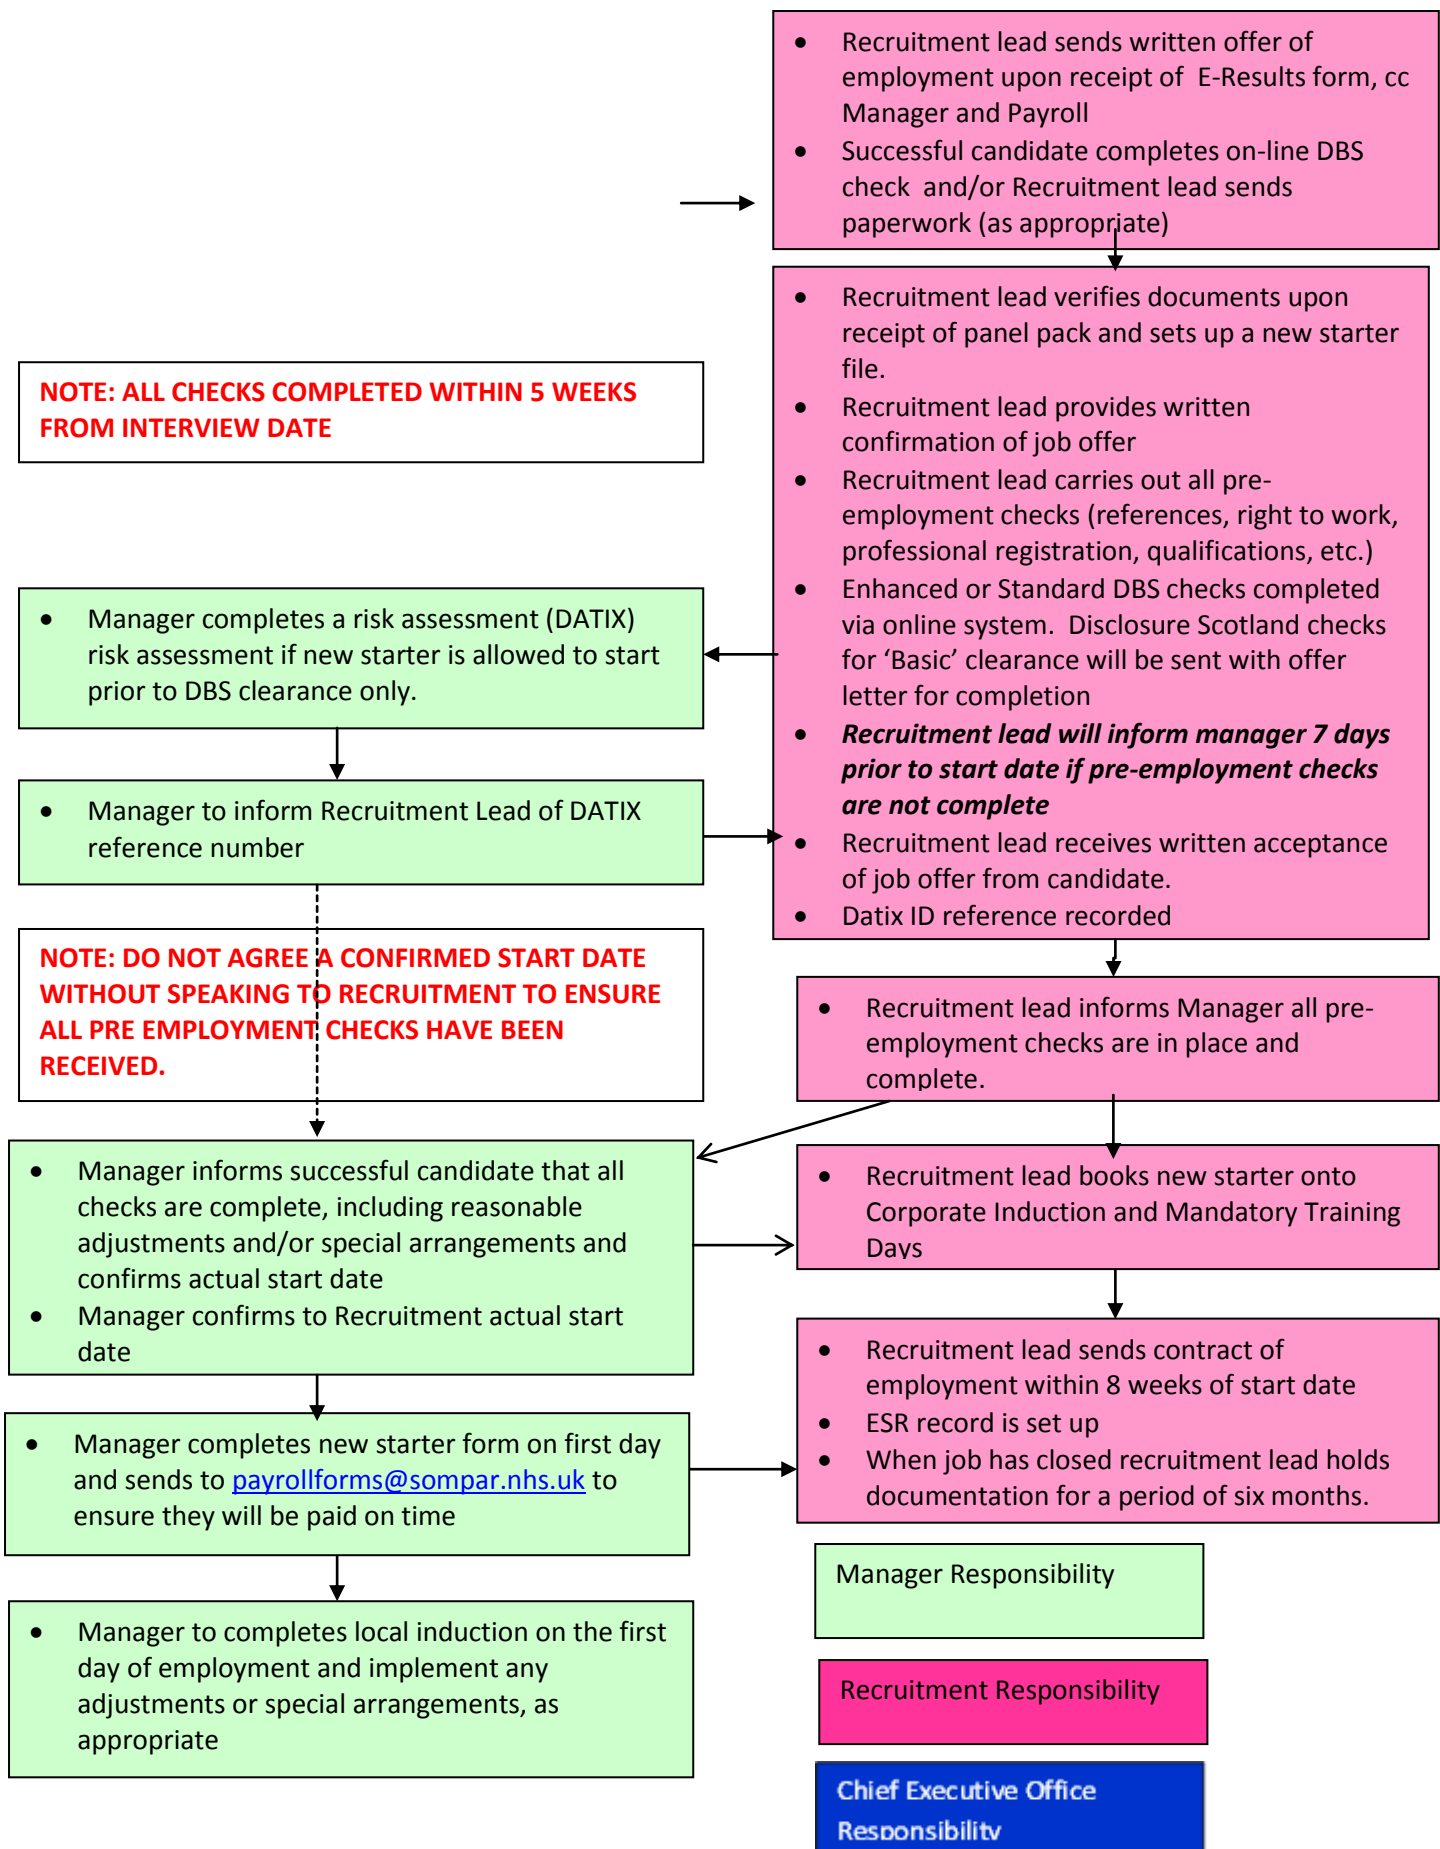 • Recruitment lead sends written offer of
employment upon receipt of E-Results form, cc
Manager and Payroll
• Successful candidate completes on-line DBS
check and/or Recruitment lead sends
paperwork (as appropriate)
• Recruitment lead verifies documents upon
receipt of panel pack and sets up a new starter
file.
• Recruitment lead provides written
confirmation of job offer
• Recruitment lead carries out all pre-
employment checks (references, right to work,
professional registration, qualifications, etc.)
• Enhanced or Standard DBS checks completed
via online system. Disclosure Scotland checks
for ‘Basic’ clearance will be sent with offer
letter for completion
• Recruitment lead will inform manager 7 days
prior to start date if pre-employment checks
are not complete
• Recruitment lead receives written acceptance
of job offer from candidate.
• Datix ID reference recorded
NOTE: ALL CHECKS COMPLETED WITHIN 5 WEEKS
FROM INTERVIEW DATE
• Manager completes a risk assessment (DATIX)
risk assessment if new starter is allowed to start
prior to DBS clearance only.
• Manager to inform Recruitment Lead of DATIX
reference number
NOTE: DO NOT AGREE A CONFIRMED START DATE
WITHOUT SPEAKING TO RECRUITMENT TO ENSURE
ALL PRE EMPLOYMENT CHECKS HAVE BEEN
RECEIVED.
• Recruitment lead informs Manager all pre-
employment checks are in place and
complete.
• Manager informs successful candidate that all
checks are complete, including reasonable
adjustments and/or special arrangements and
confirms actual start date
• Manager confirms to Recruitment actual start
date
• Recruitment lead books new starter onto
Corporate Induction and Mandatory Training
Days
• Recruitment lead sends contract of
employment within 8 weeks of start date
• ESR record is set up
• When job has closed recruitment lead holds
documentation for a period of six months.
• Manager completes new starter form on first day
and sends to payrollforms@sompar.nhs.uk to
ensure they will be paid on time
• Manager to completes local induction on the first
day of employment and implement any
adjustments or special arrangements, as
appropriate
Manager Responsibility
Recruitment Responsibility
Chief Executive Office
Responsibility